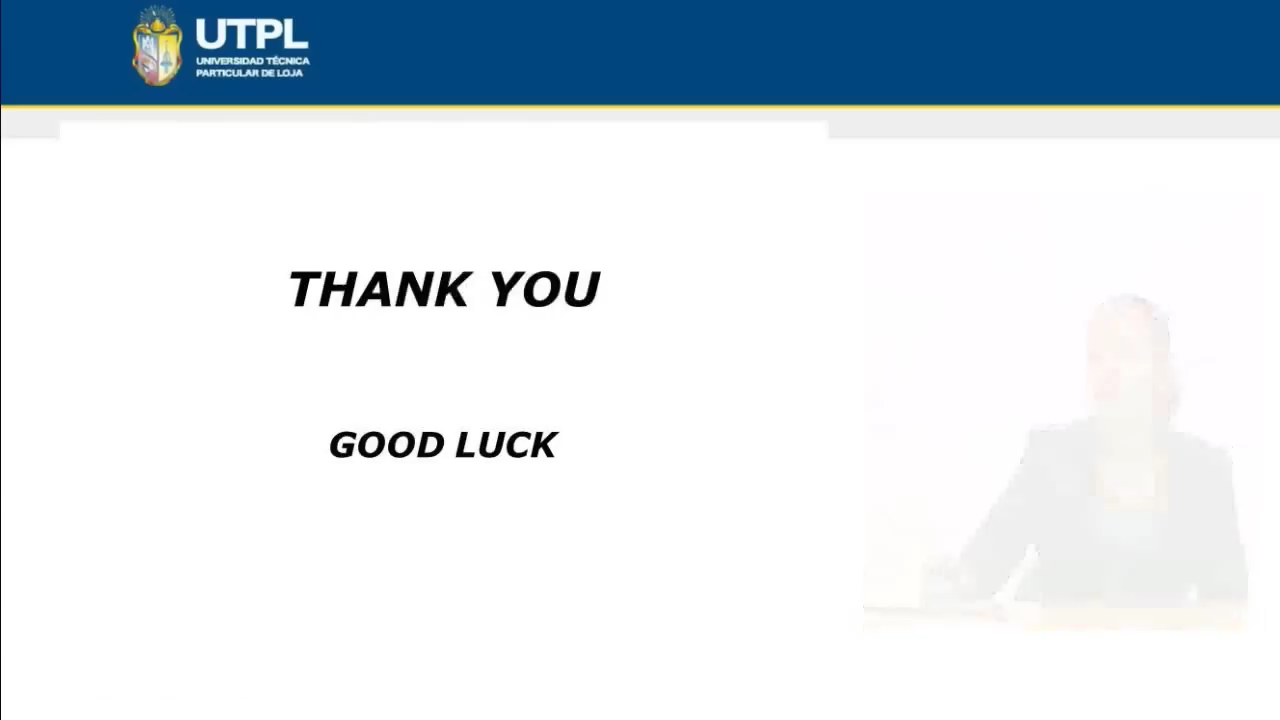 UTPL
UNIVERSIDAD TÉCNICA
PARTICULAR DE LOJA
THANK YOU
GOOD LUCK